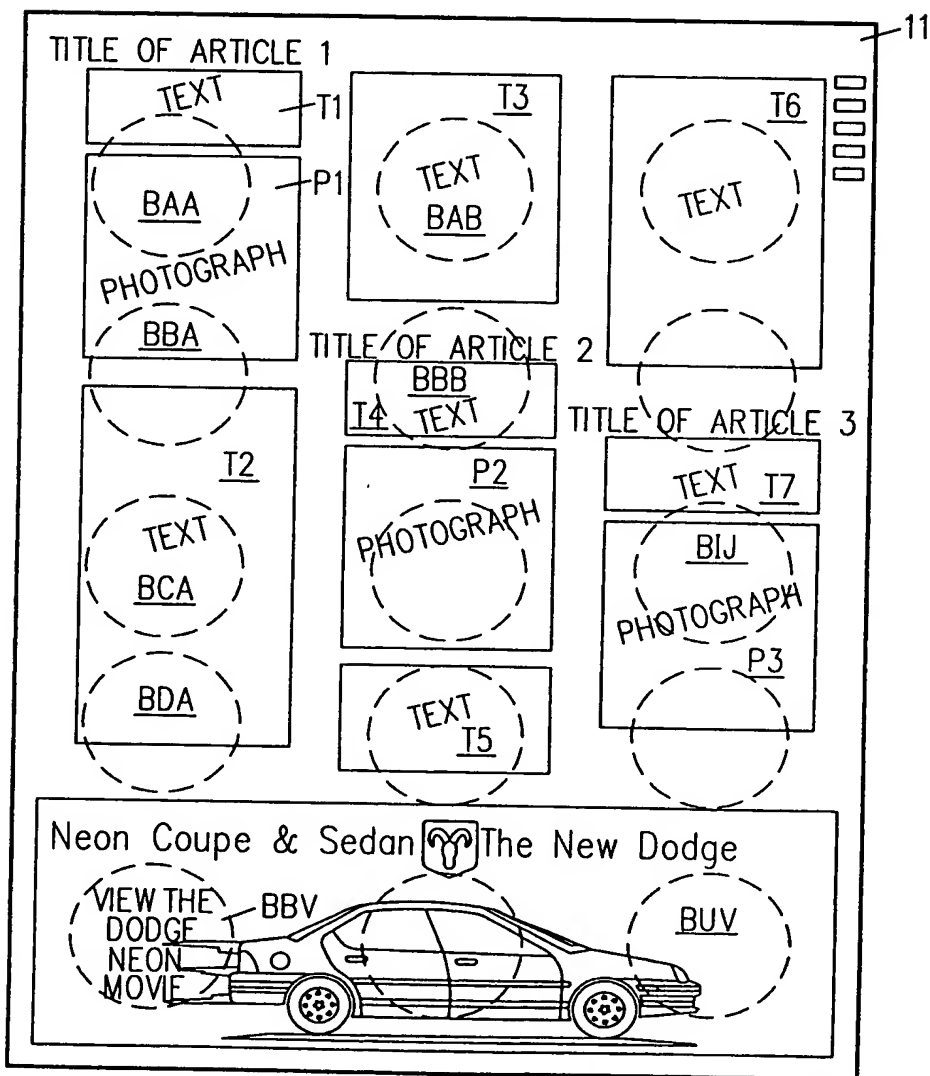 11
TITLE OF ARTICLE 1
TEXT
T1
P1
BAA
PHOTOGRAPH
BBA
T2
TEXT
BCA
BDA
T3
TEXT
BAB
TITLE OF ARTICLE 2
BBB
T4 TEXT
P2
PHOTOGRAPH
TEXT
T5
T6
TEXT
TITLE OF ARTICLE 3
TEXT T7
BIJ
PHOTOGRAPH
P3
Neon Coupe & Sedan The New Dodge
VIEW THE
DODGE
NEON
MOVIE
BBV
BUV